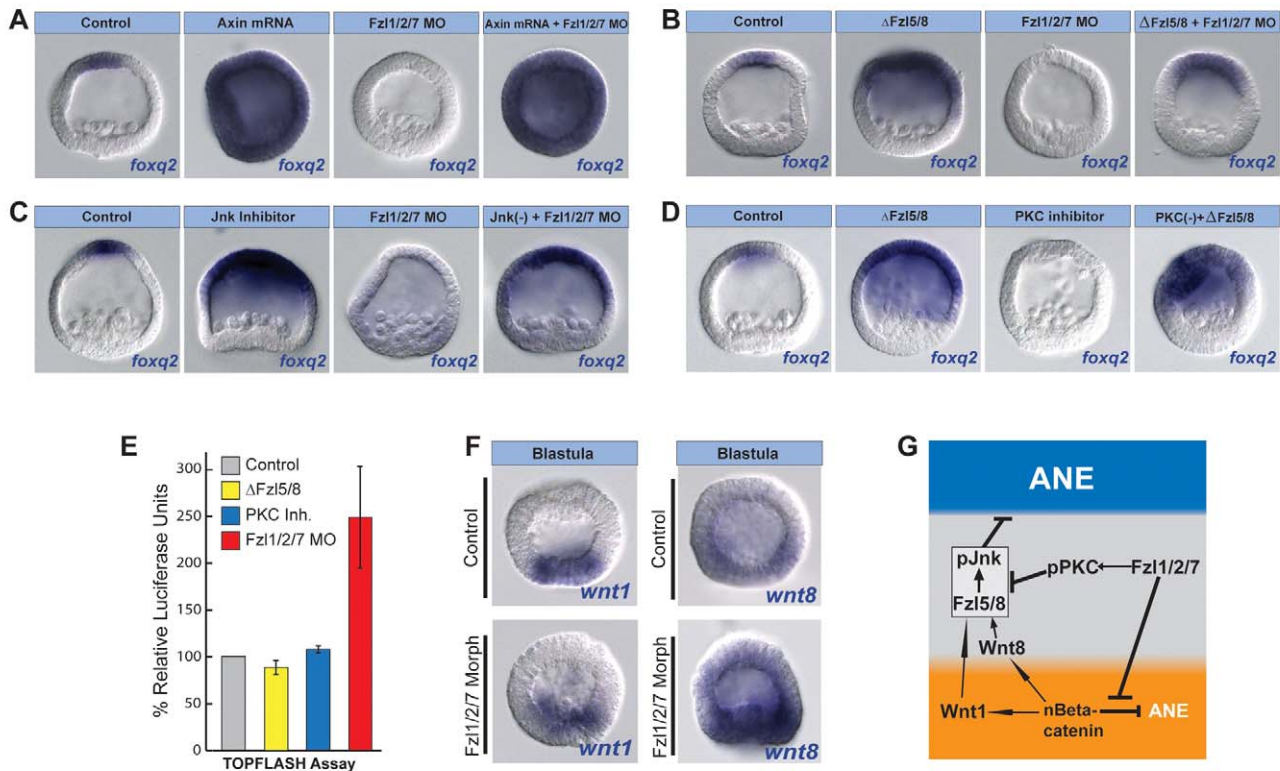 A
Control
Axin mRNA
Fzl1/2/7 MO
Axin mRNA + Fzl1/2/7 MO
foxq2
foxq2
foxq2
foxq2
B
Control
ΔFzl5/8
Fzl1/2/7 MO
ΔFzl5/8 + Fzl1/2/7 MO
foxq2
foxq2
foxq2
foxq2
C
Control
Jnk Inhibitor
Fzl1/2/7 MO
Jnk(-) + Fzl1/2/7 MO
foxq2
foxq2
foxq2
foxq2
D
Control
ΔFzl5/8
PKC inhibitor
PKC(-)+ΔFzl5/8
foxq2
foxq2
foxq2
foxq2
E
% Relative Luciferase Units
300
250
200
150
100
50
0
Control
ΔFzl5/8
PKC Inh.
Fzl1/2/7 MO
TOPFLASH Assay
F
Blastula
Blastula
Control
wnt1
Control
wnt8
Fzl1/2/7 Morph
wnt1
Fzl1/2/7 Morph
wnt8
G
ANE
pJnk
pPKC
Fzl1/2/7
Fzl5/8
Wnt8
Wnt1
nBeta-
catenin
ANE